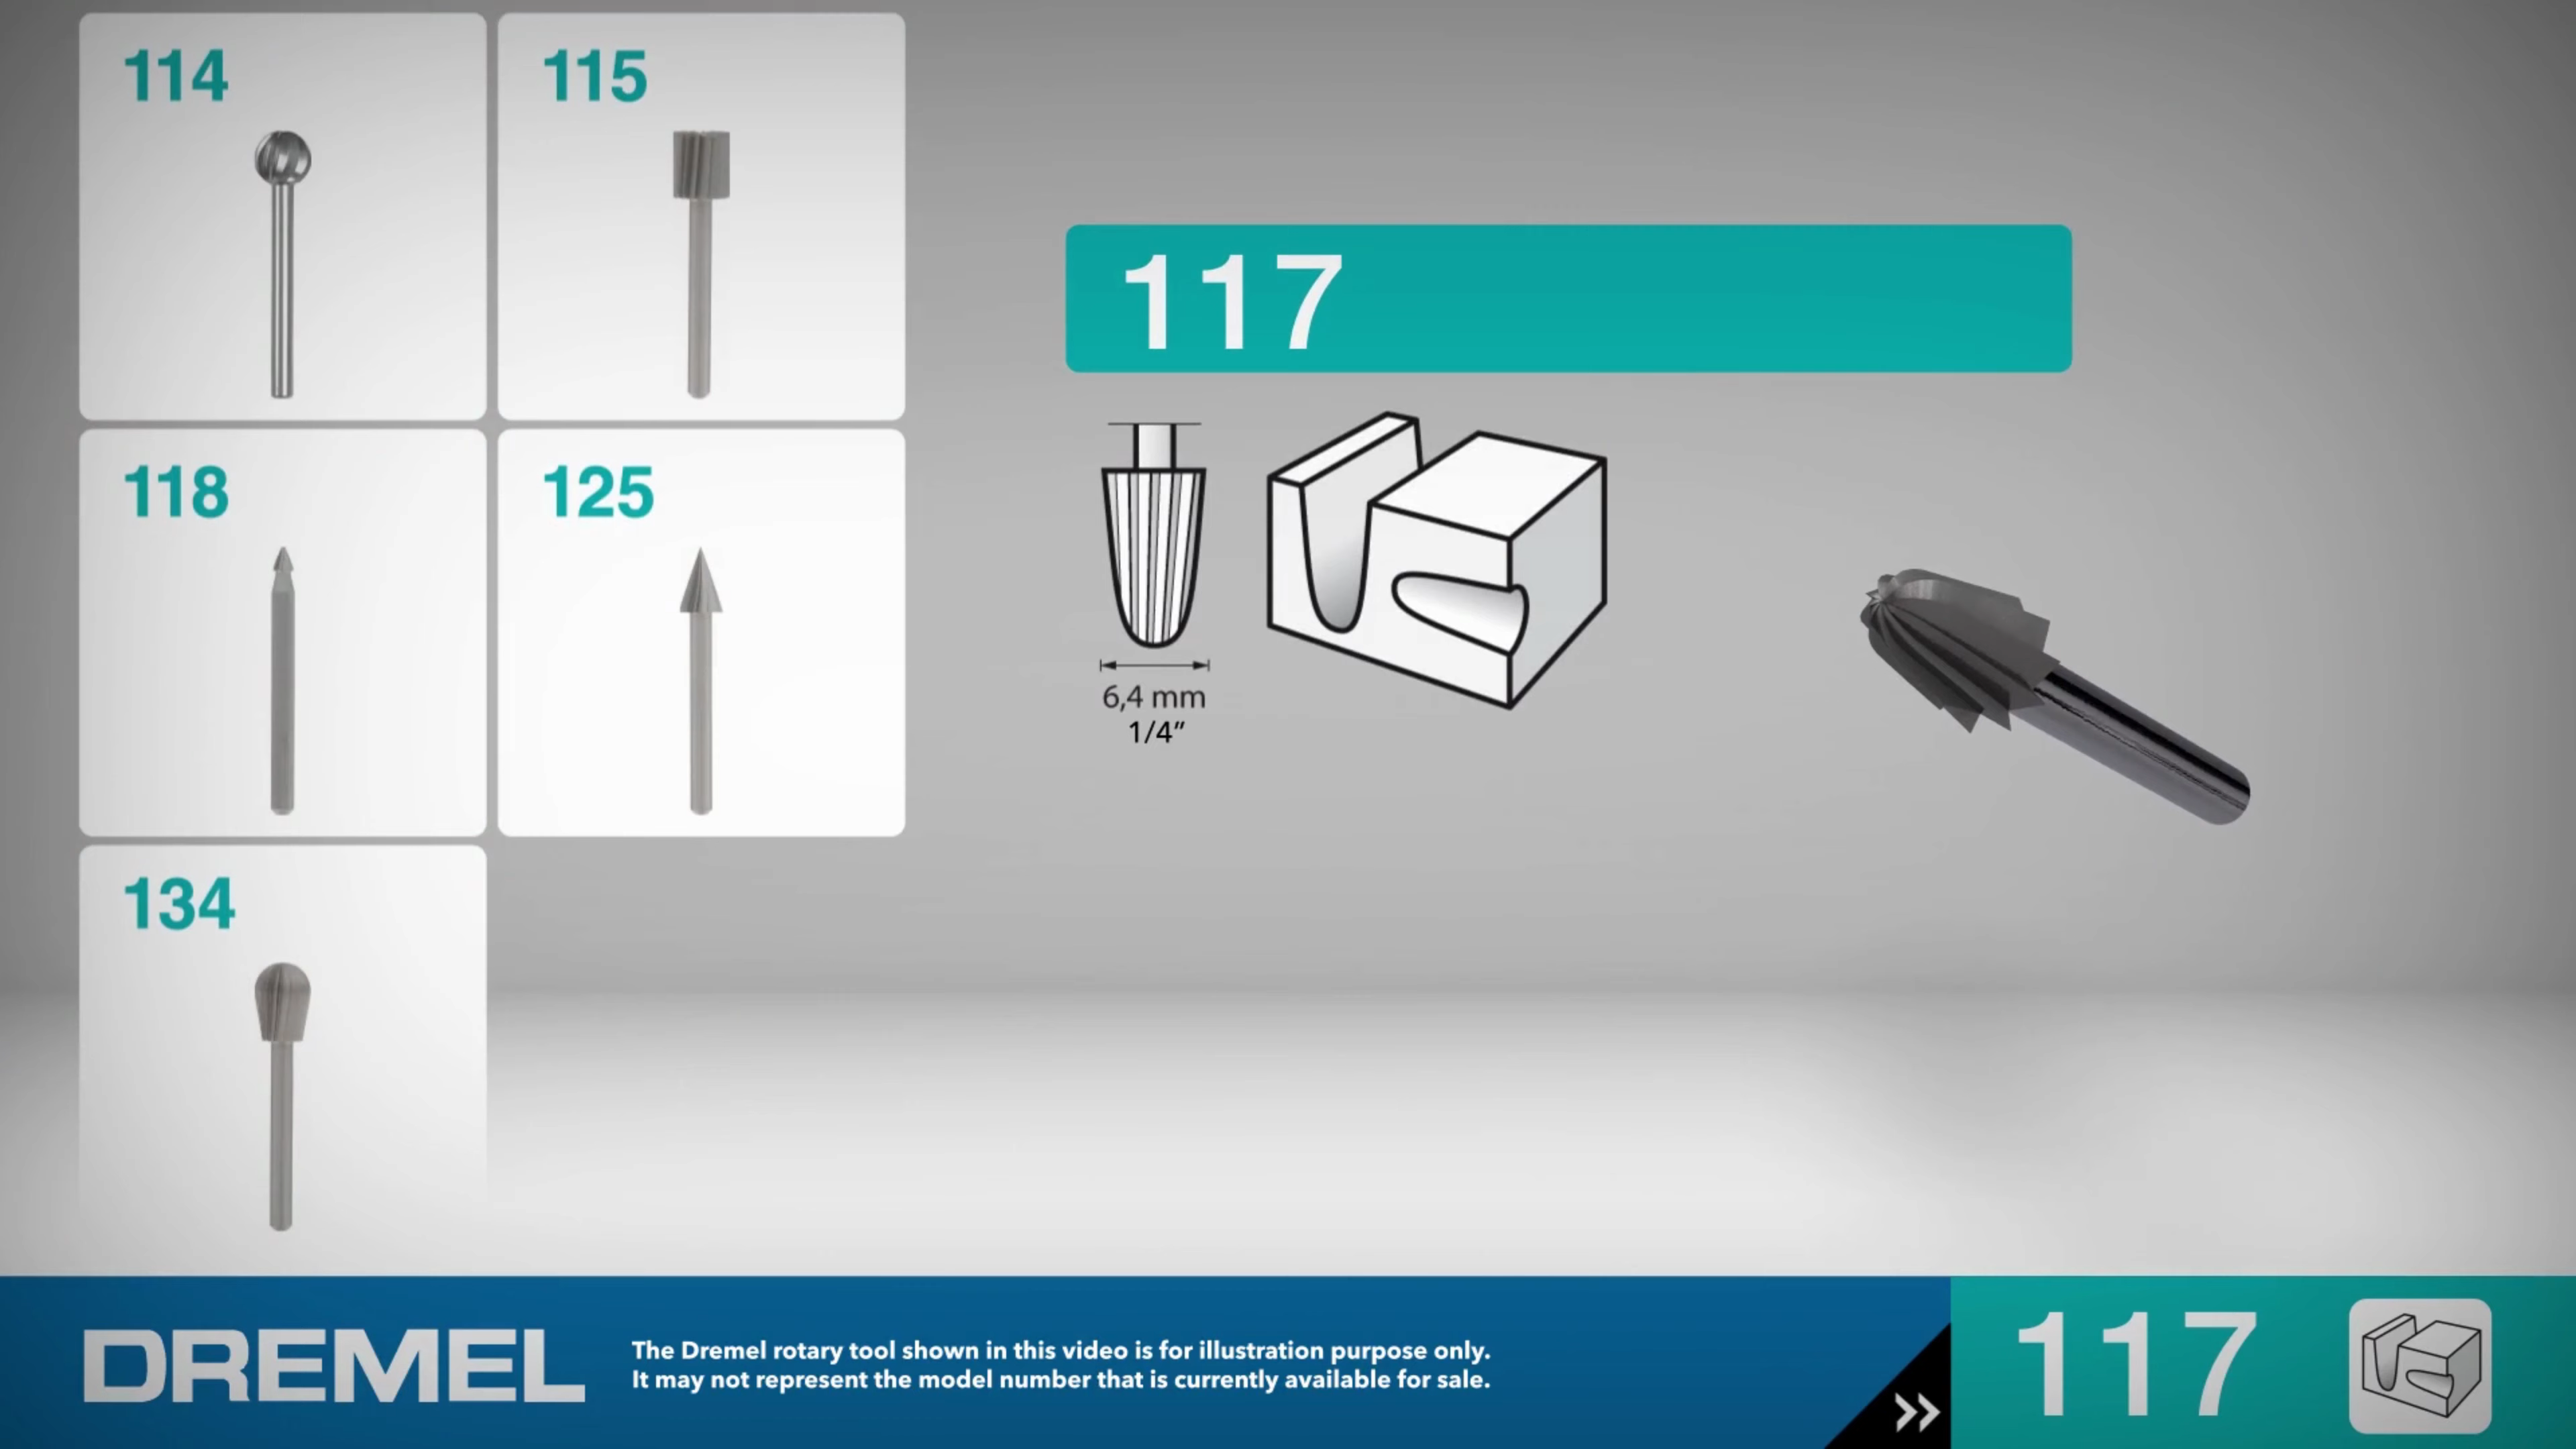 114
115
117
118
125
6,4 mm
1/4”
134
DREMEL
The Dremel rotary tool shown in this video is for illustration purpose only.
It may not represent the model number that is currently available for sale.
117